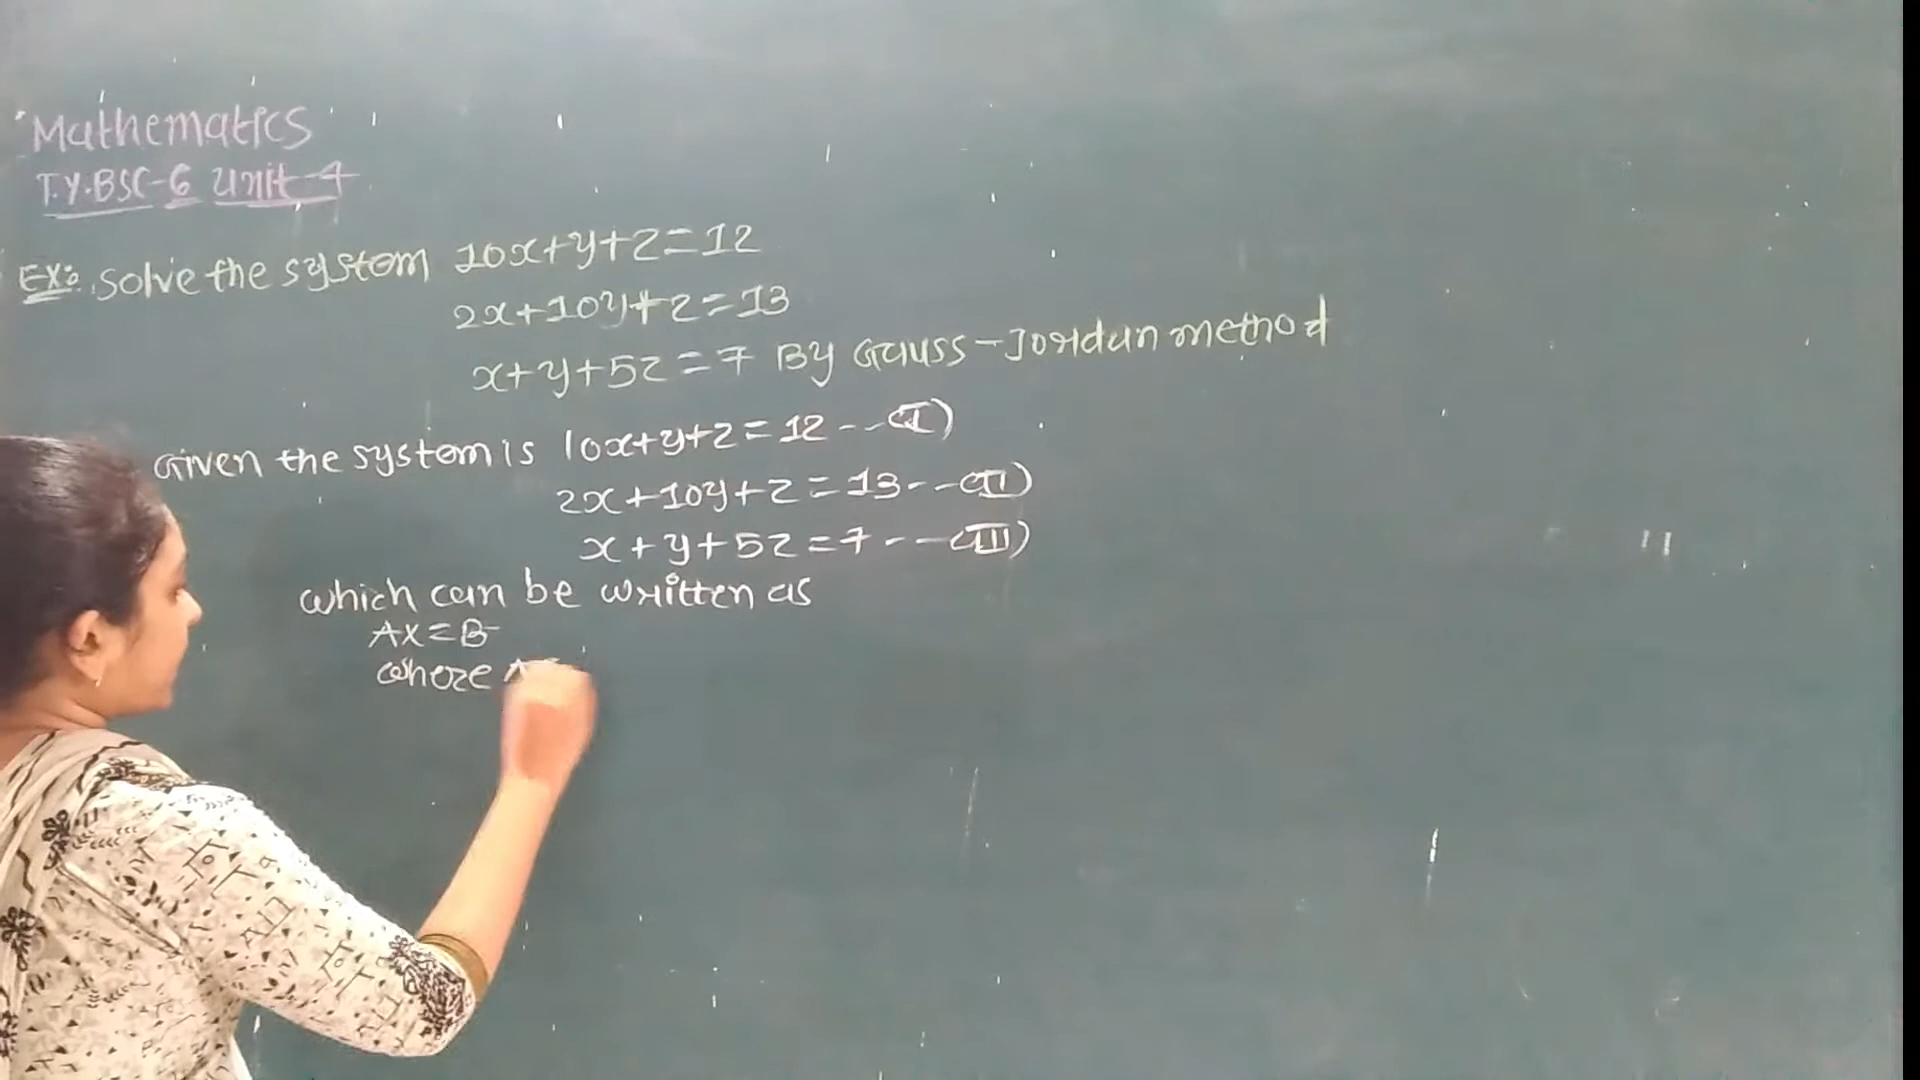 Mathematics
T.Y.BSC-6 Unit-4
Ex: Solve the system 10x+y+z=12
2x+10y+z=13
x+y+5z=7 By Gauss-Jordan method
Given the system is 10x+y+z=12---(I)
2x+10y+z=13---(II)
x+y+5z=7---(III)
which can be written as
AX=B
where